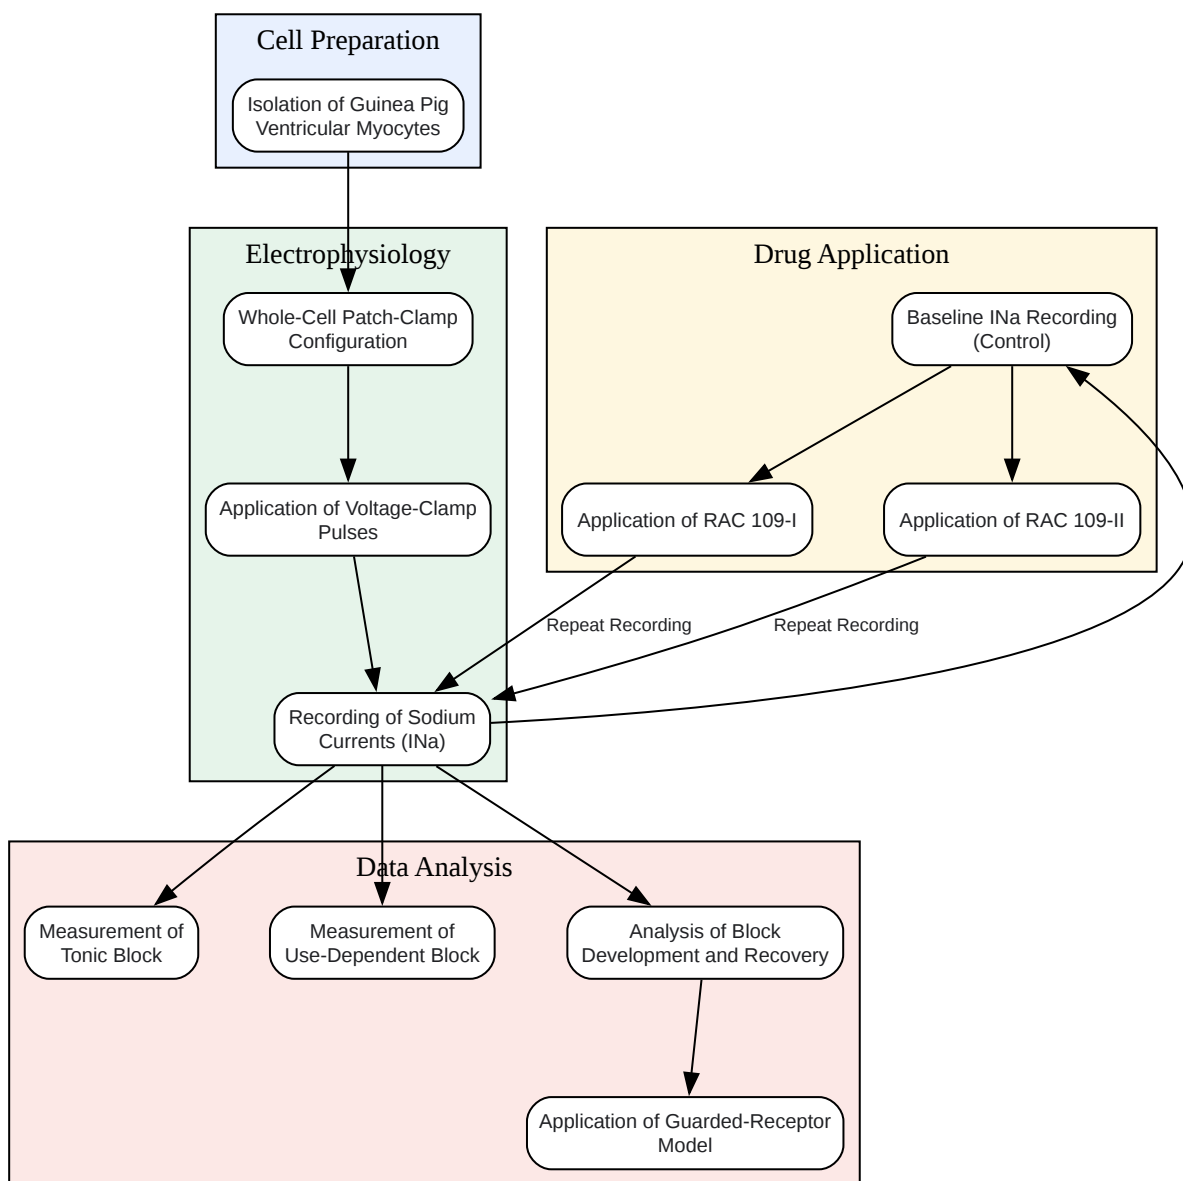 Cell Preparation
Isolation of Guinea Pig
Ventricular Myocytes
Electrophysiology
Whole-Cell Patch-Clamp
Configuration
Application of Voltage-Clamp
Pulses
Recording of Sodium
Currents (INa)
Drug Application
Baseline INa Recording
(Control)
Application of RAC 109-I
Application of RAC 109-II
Repeat Recording
Repeat Recording
Data Analysis
Measurement of
Tonic Block
Measurement of
Use-Dependent Block
Analysis of Block
Development and Recovery
Application of Guarded-Receptor
Model